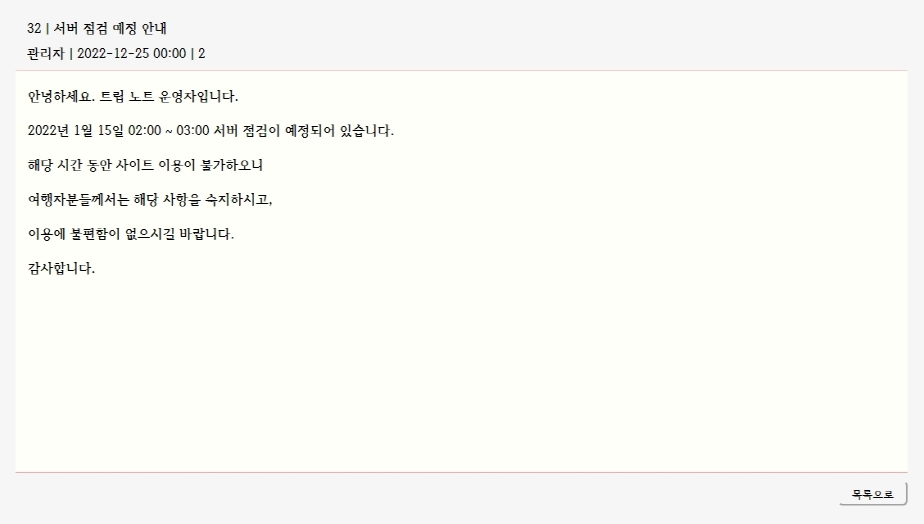 32 | 서버 점검 예정 안내
관리자 | 2022-12-25 00:00 | 2
안녕하세요. 트립 노트 운영자입니다.
2022년 1월 15일 02:00 ~ 03:00 서버 점검이 예정되어 있습니다.
해당 시간 동안 사이트 이용이 불가하오니
여행자분들께서는 해당 사항을 숙지하시고,
이용에 불편함이 없으시길 바랍니다.
감사합니다.
목록으로